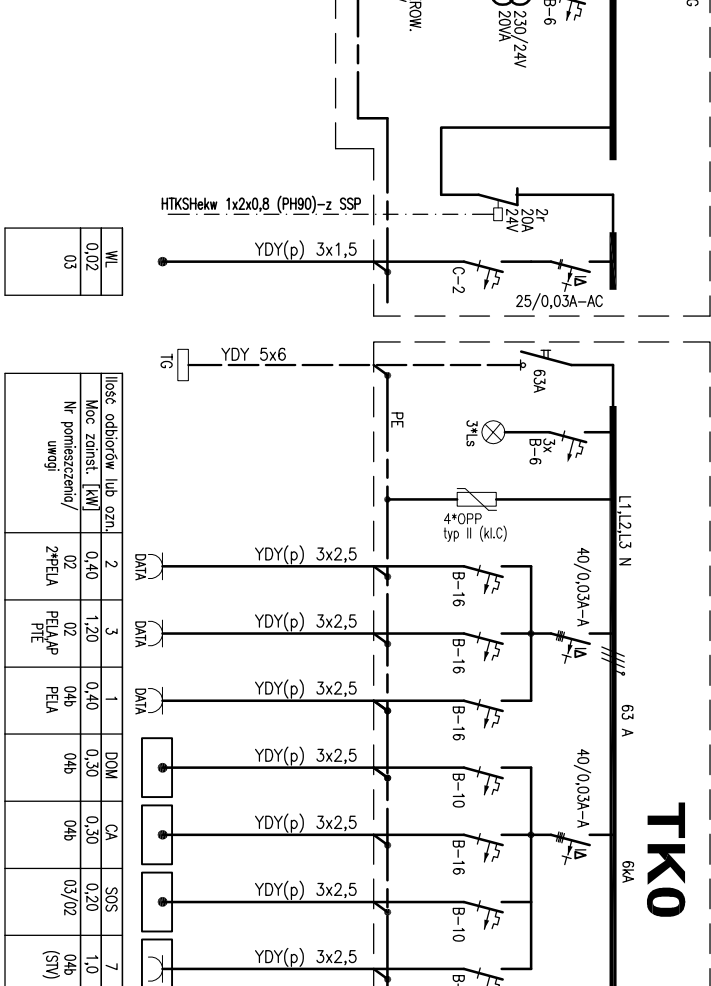 G
B-6
230/24V
20VA
ROW.
HTKSHekw 1x2x0,8 (PH90)-z SSP
2r
20A
24V
YDY(p) 3x1,5
C-2
25/0,03A-AC
WL
0,02
03
TG
YDY 5x6
63A
PE
3*Ls
3x
B-6
4*OPP
typ II (kl.C)
L1,L2,L3 N
63 A
6kA
TK0
40/0,03A-A
40/0,03A-A
YDY(p) 3x2,5
B-16
DATA
YDY(p) 3x2,5
B-16
DATA
YDY(p) 3x2,5
B-16
DATA
YDY(p) 3x2,5
B-10
YDY(p) 3x2,5
B-16
YDY(p) 3x2,5
B-10
YDY(p) 3x2,5
B-
Ilość odbiorów lub ozn.
Moc zainst. [kW]
Nr pomieszczenia/
uwagi
2
0,40
02
2*PELA
3
1,20
02
PELA,AP
PTE
1
0,40
04b
PELA
DOM
0,30
04b
CA
0,30
04b
SOS
0,20
03/02
7
1,0
04b
(STV)